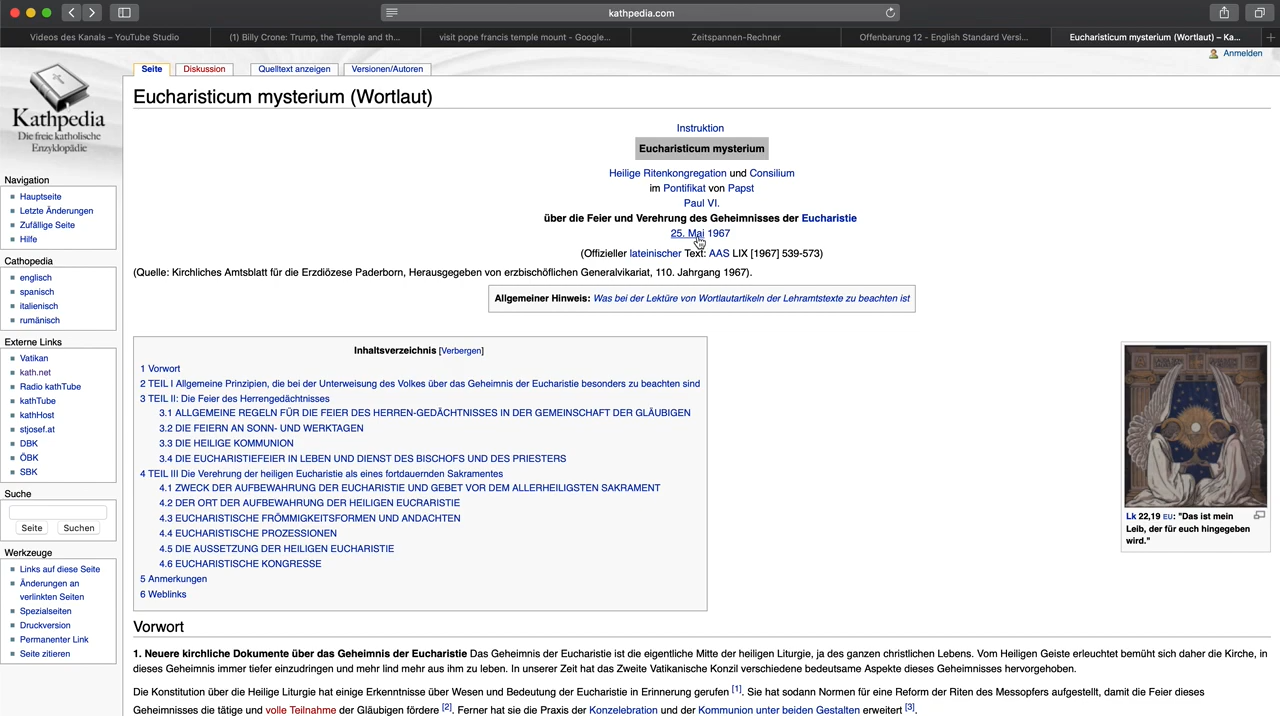 kathpedia.com
Videos des Kanals – YouTube Studio
(1) Billy Crone: Trump, the Temple and th...
visit pope francis temple mount - Google...
Zeitspannen-Rechner
Offenbarung 12 - English Standard Versi...
Eucharisticum mysterium (Wortlaut) – Ka...
Anmelden
Seite
Diskussion
Quelltext anzeigen
Versionen/Autoren
Kathpedia
Die freie katholische
Enzyklopädie
Navigation
Hauptseite
Letzte Änderungen
Zufällige Seite
Hilfe
Cathopedia
englisch
spanisch
italienisch
rumänisch
Externe Links
Vatikan
kath.net
Radio kathTube
kathTube
kathHost
stjosef.at
DBK
ÖBK
SBK
Suche
Seite
Suchen
Werkzeuge
Links auf diese Seite
Änderungen an
verlinkten Seiten
Spezialseiten
Druckversion
Permanenter Link
Seite zitieren
Eucharisticum mysterium (Wortlaut)
Instruktion
Eucharisticum mysterium
Heilige Ritenkongregation und Consilium
im Pontifikat von Papst
Paul VI.
über die Feier und Verehrung des Geheimnisses der Eucharistie
25. Mai 1967
(Offizieller lateinischer Text: AAS LIX [1967] 539-573)
(Quelle: Kirchliches Amtsblatt für die Erzdiözese Paderborn, Herausgegeben von erzbischöflichen Generalvikariat, 110. Jahrgang 1967).
Allgemeiner Hinweis: Was bei der Lektüre von Wortlautartikeln der Lehramtstexte zu beachten ist
Inhaltsverzeichnis [Verbergen]
1 Vorwort
2 TEIL I Allgemeine Prinzipien, die bei der Unterweisung des Volkes über das Geheimnis der Eucharistie besonders zu beachten sind
3 TEIL II: Die Feier des Herrengedächtnisses
3.1 ALLGEMEINE REGELN FÜR DIE FEIER DES HERREN-GEDÄCHTNISSES IN DER GEMEINSCHAFT DER GLÄUBIGEN
3.2 DIE FEIERN AN SONN- UND WERKTAGEN
3.3 DIE HEILIGE KOMMUNION
3.4 DIE EUCHARISTIEFEIER IN LEBEN UND DIENST DES BISCHOFS UND DES PRIESTERS
4 TEIL III Die Verehrung der heiligen Eucharistie als eines fortdauernden Sakramentes
4.1 ZWECK DER AUFBEWAHRUNG DER EUCHARISTIE UND GEBET VOR DEM ALLERHEILIGSTEN SAKRAMENT
4.2 DER ORT DER AUFBEWAHRUNG DER HEILIGEN EUCRARISTIE
4.3 EUCHARISTISCHE FRÖMMIGKEITSFORMEN UND ANDACHTEN
4.4 EUCHARISTISCHE PROZESSIONEN
4.5 DIE AUSSETZUNG DER HEILIGEN EUCHARISTIE
4.6 EUCHARISTISCHE KONGRESSE
5 Anmerkungen
6 Weblinks
Lk 22,19 EU: "Das ist mein
Leib, der für euch hingegeben
wird."
Vorwort
1. Neuere kirchliche Dokumente über das Geheimnis der Eucharistie Das Geheimnis der Eucharistie ist die eigentliche Mitte der heiligen Liturgie, ja des ganzen christlichen Lebens. Vom Heiligen Geiste erleuchtet bemüht sich daher die Kirche, in
dieses Geheimnis immer tiefer einzudringen und mehr lind mehr aus ihm zu leben. In unserer Zeit hat das Zweite Vatikanische Konzil verschiedene bedeutsame Aspekte dieses Geheimnisses hervorgehoben.
Die Konstitution über die Heilige Liturgie hat einige Erkenntnisse über Wesen und Bedeutung der Eucharistie in Erinnerung gerufen [1]. Sie hat sodann Normen für eine Reform der Riten des Messopfers aufgestellt, damit die Feier dieses
Geheimnisses die tätige und volle Teilnahme der Gläubigen fördere [2]. Ferner hat sie die Praxis der Konzelebration und der Kommunion unter beiden Gestalten erweitert [3].